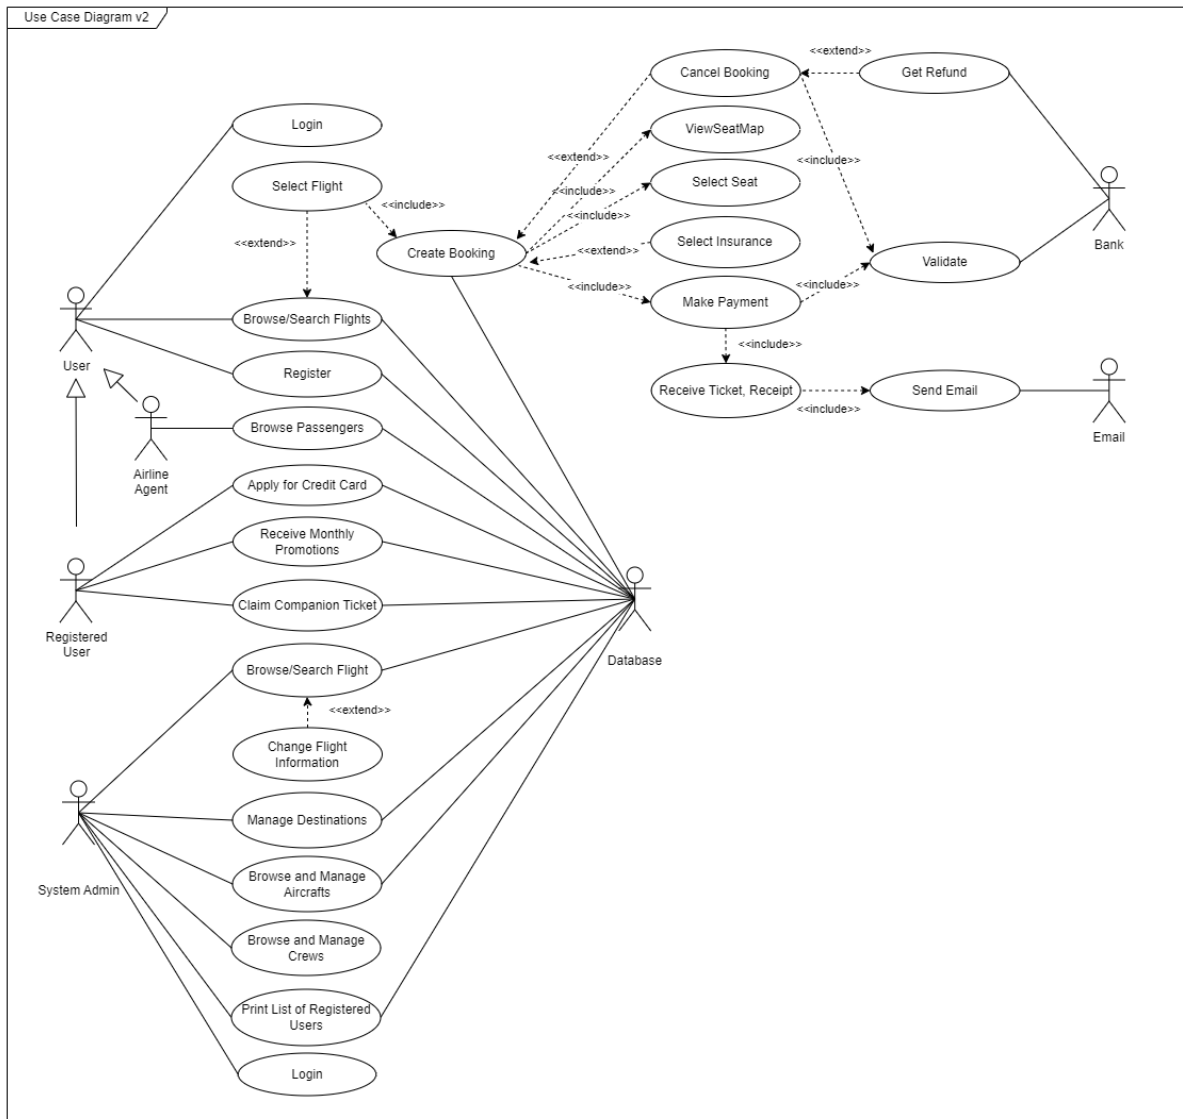 Use Case Diagram v2
<<extend>>
Cancel Booking
Get Refund
Login
ViewSeatMap
<<extend>>
<<include>>
Select Flight
Select Seat
<<include>>
<<include>>
<<include>>
<<extend>>
Select Insurance
Bank
<<extend>>
Create Booking
Validate
<<include>>
<<include>>
Make Payment
Browse/Search Flights
<<include>>
User
Register
Receive Ticket, Receipt
Send Email
<<include>>
Browse Passengers
Email
Airline
Agent
Apply for Credit Card
Receive Monthly
Promotions
Claim Companion Ticket
Registered
User
Database
Browse/Search Flight
<<extend>>
Change Flight
Information
Manage Destinations
System Admin
Browse and Manage
Aircrafts
Browse and Manage
Crews
Print List of Registered
Users
Login